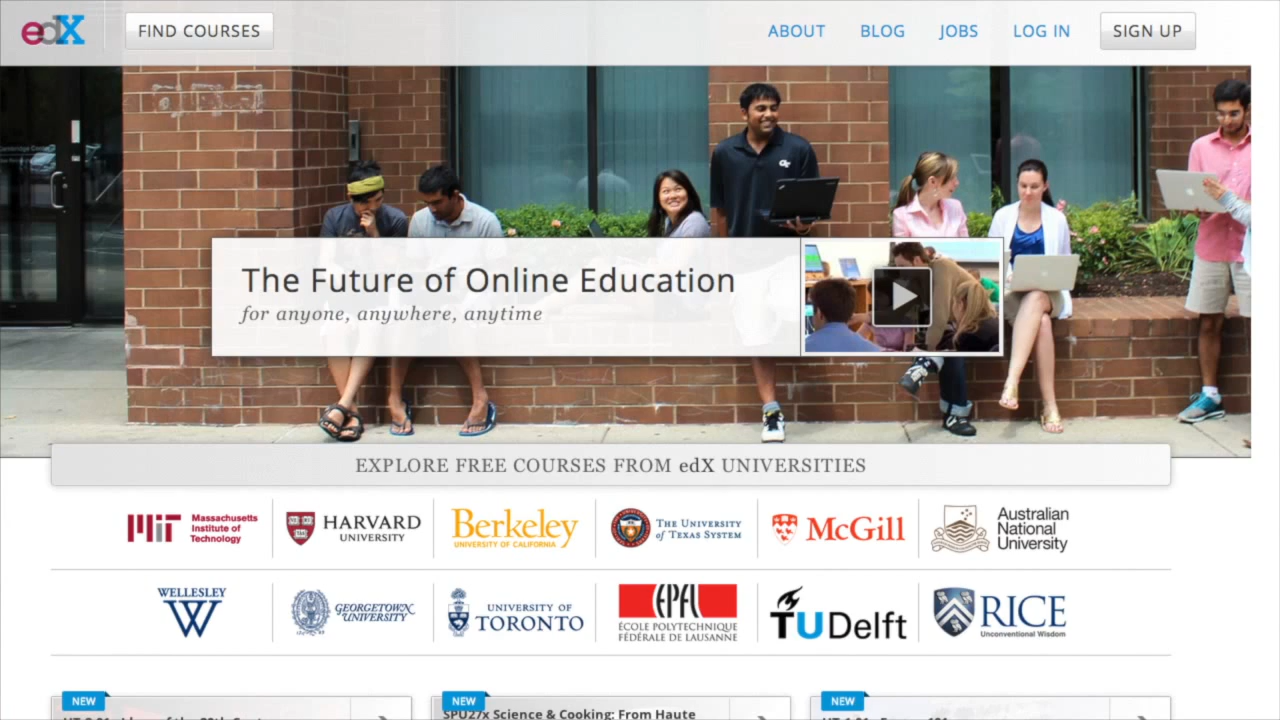 edX
FIND COURSES
ABOUT
BLOG
JOBS
LOG IN
SIGN UP
The Future of Online Education
for anyone, anywhere, anytime
EXPLORE FREE COURSES FROM edX UNIVERSITIES
MIT Massachusetts
Institute of
Technology
HARVARD
UNIVERSITY
Berkeley
UNIVERSITY OF CALIFORNIA
THE UNIVERSITY
of TEXAS SYSTEM
McGill
Australian
National
University
WELLESLEY
W
GEORGETOWN
UNIVERSITY
UNIVERSITY OF
TORONTO
EPFL
ÉCOLE POLYTECHNIQUE
FÉDÉRALE DE LAUSANNE
TU Delft
RICE
Unconventional Wisdom
NEW
NEW
SPU27x Science & Cooking: From Haute
NEW